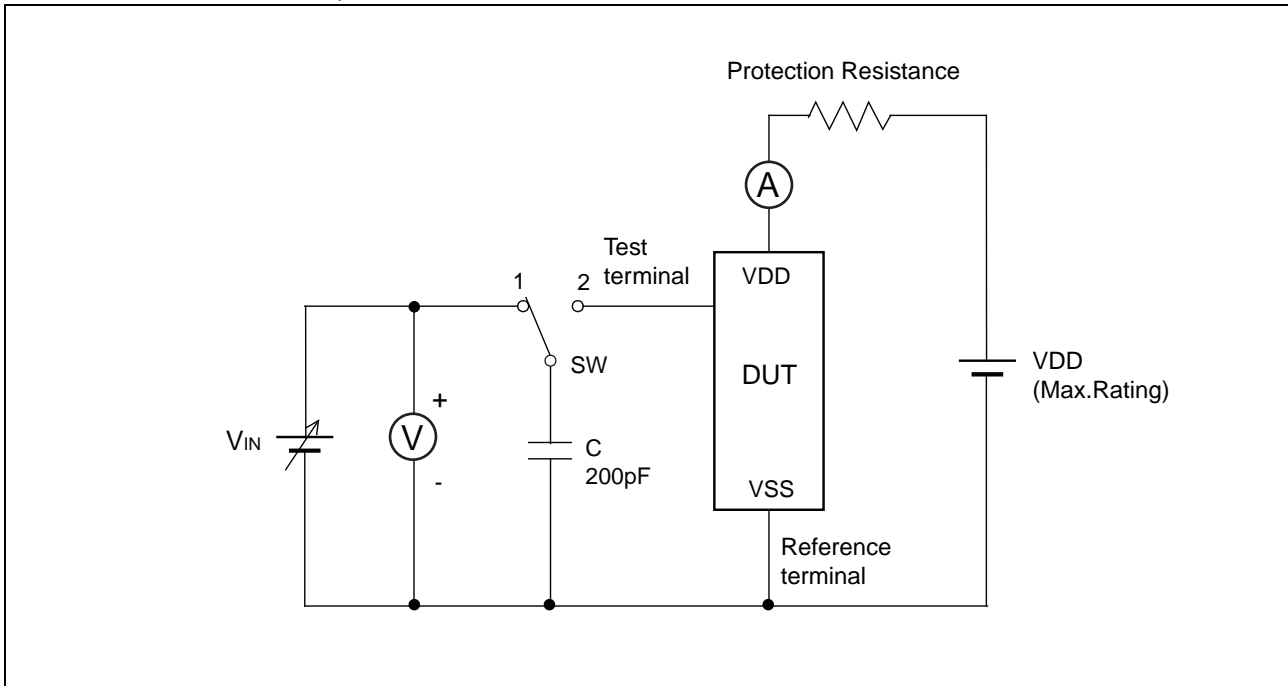 Protection Resistance
A
Test
terminal
1
2
VDD
SW
DUT
VDD
(Max.Rating)
+
VIN
V
C
200pF
-
VSS
Reference
terminal